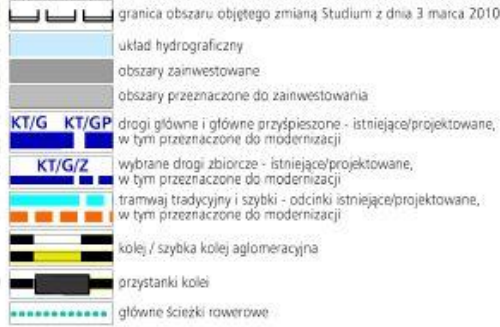 granica obszaru objętego zmianą Studium z dnia 3 marca 2010
układ hydrograficzny
obszary zainwestowane
obszary przeznaczone do zainwestowania
KT/G KT/GP drogi główne i główne przyśpieszone - istniejące/projektowane,
w tym przeznaczone do modernizacji
KT/G/Z wybrane drogi zbiorcze - istniejące/projektowane,
w tym przeznaczone do modernizacji
tramwaj tradycyjny i szybki - odcinki istniejące/projektowane,
w tym przeznaczone do modernizacji
kolej / szybka kolej aglomeracyjna
przystanki kolei
główne ścieżki rowerowe